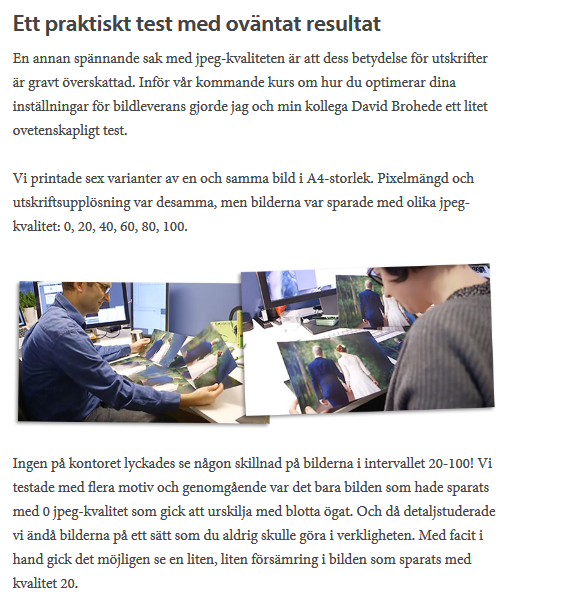 Ett praktiskt test med oväntat resultat
En annan spännande sak med jpeg-kvaliteten är att dess betydelse för utskrifter
är gravt överskattad. Inför vår kommande kurs om hur du optimerar dina
inställningar för bildleverans gjorde jag och min kollega David Brohede ett litet
ovetenskapligt test.
Vi printade sex varianter av en och samma bild i A4-storlek. Pixelmängd och
utskriftsupplösning var desamma, men bilderna var sparade med olika jpeg-
kvalitet: 0, 20, 40, 60, 80, 100.
Ingen på kontoret lyckades se någon skillnad på bilderna i intervallet 20-100! Vi
testade med flera motiv och genomgående var det bara bilden som hade sparats
med 0 jpeg-kvalitet som gick att urskilja med blotta ögat. Och då detaljstuderade
vi ändå bilderna på ett sätt som du aldrig skulle göra i verkligheten. Med facit i
hand gick det möjligen se en liten, liten försämring i bilden som sparats med
kvalitet 20.